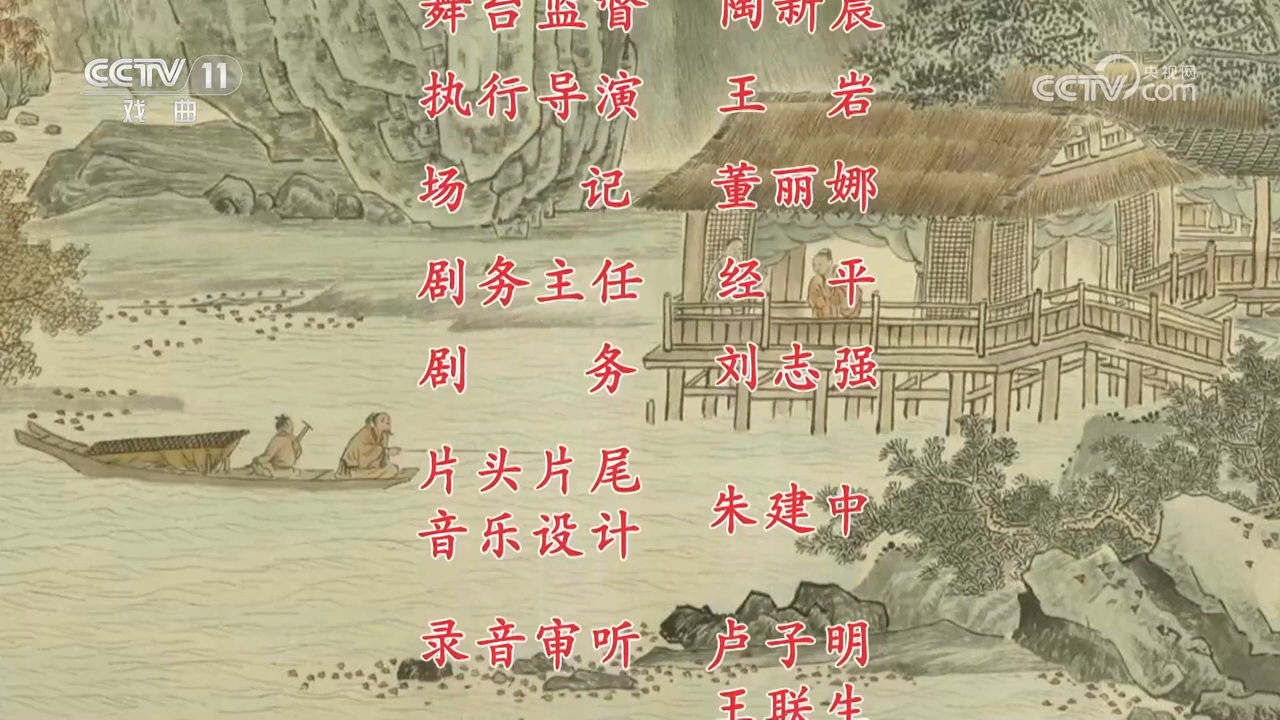 舞台监督 陶新宸
CCTV 11
戏曲
央视网
CCTV.com
执行导演 王岩
场记 董丽娜
剧务主任 经平
剧务 刘志强
片头片尾
音乐设计 朱建中
录音审听 卢子明
王联生